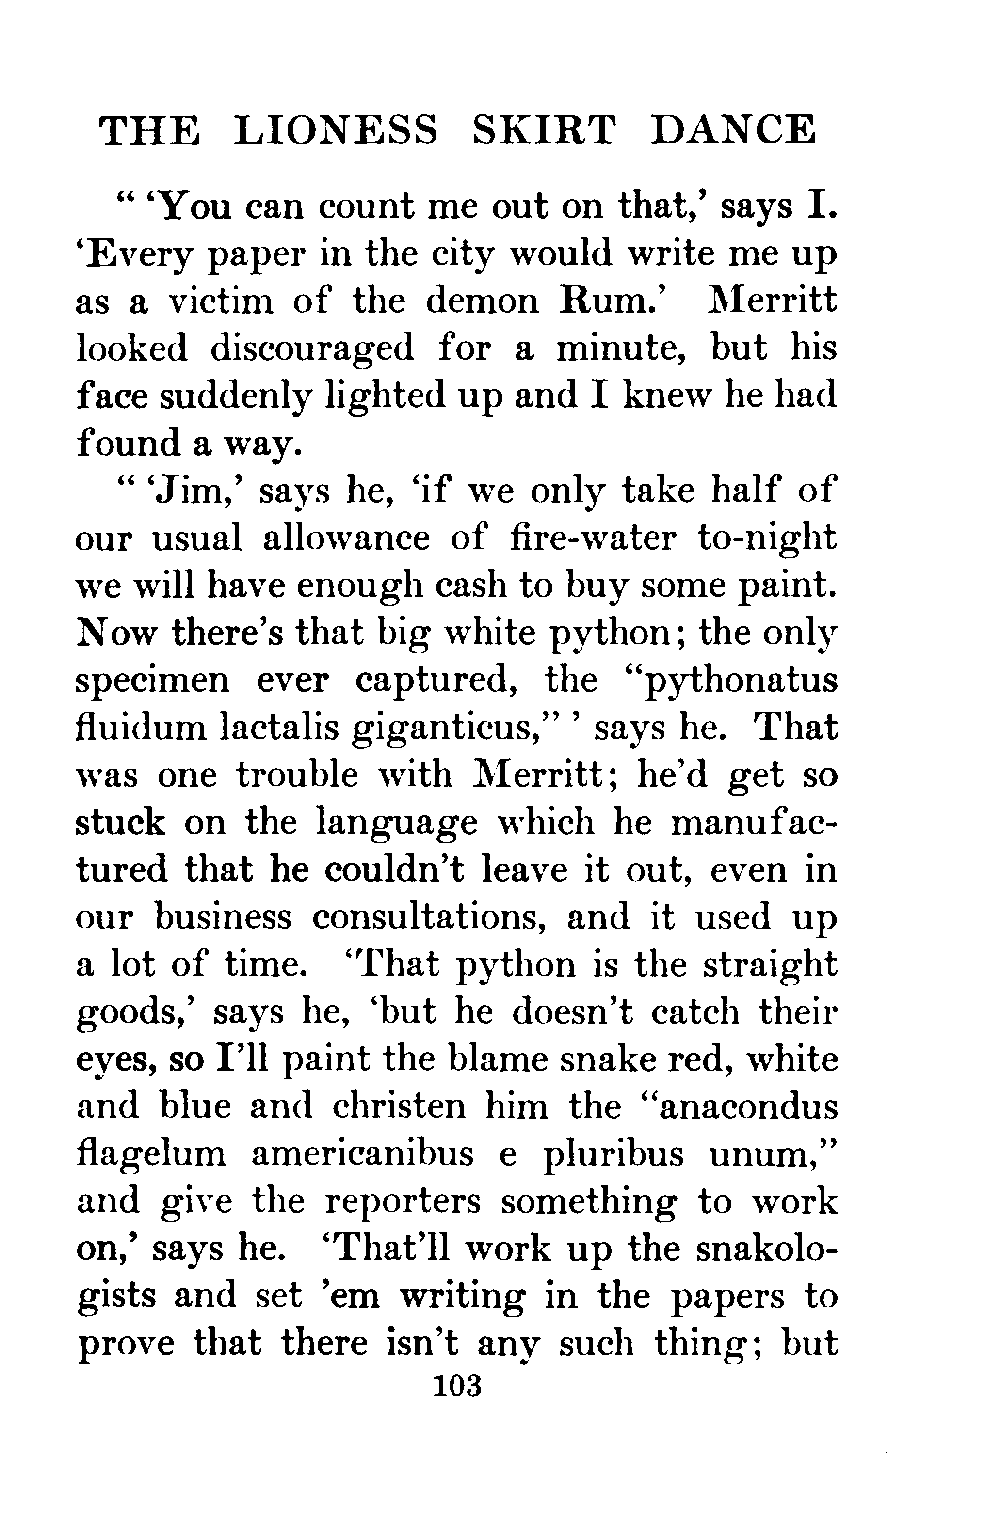 THE LIONESS SKIRT DANCE
“ ‘You can count me out on that,’ says I.
‘Every paper in the city would write me up
as a victim of the demon Rum.’ Merritt
looked discouraged for a minute, but his
face suddenly lighted up and I knew he had
found a way.
“ ‘Jim,’ says he, ‘if we only take half of
our usual allowance of fire-water to-night
we will have enough cash to buy some paint.
Now there’s that big white python; the only
specimen ever captured, the “pythonatus
fluidum lactalis giganticus,” ’ says he. That
was one trouble with Merritt; he’d get so
stuck on the language which he manufac-
tured that he couldn’t leave it out, even in
our business consultations, and it used up
a lot of time. ‘That python is the straight
goods,’ says he, ‘but he doesn’t catch their
eyes, so I’ll paint the blame snake red, white
and blue and christen him the “anacondus
flagelum americanibus e pluribus unum,”
and give the reporters something to work
on,’ says he. ‘That’ll work up the snakolo-
gists and set ’em writing in the papers to
prove that there isn’t any such thing; but
103